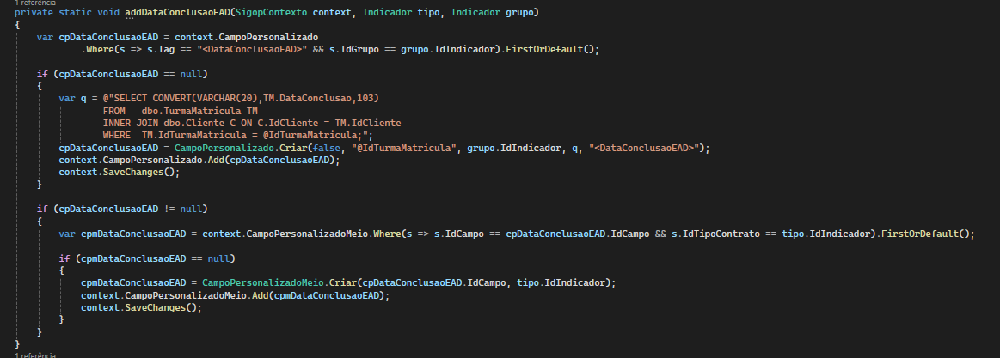 1 referência
private static void addDataConclusaoEAD(SigopContexto context, Indicador tipo, Indicador grupo)
{
    var cpDataConclusaoEAD = context.CampoPersonalizado
            .Where(s => s.Tag == "<DataConclusaoEAD>" && s.IdGrupo == grupo.IdIndicador).FirstOrDefault();
    if (cpDataConclusaoEAD == null)
    {
        var q = @"SELECT CONVERT(VARCHAR(20),TM.DataConclusao,103)
                FROM   dbo.TurmaMatricula TM
                INNER JOIN dbo.Cliente C ON C.IdCliente = TM.IdCliente
                WHERE  TM.IdTurmaMatricula = @IdTurmaMatricula;";
        cpDataConclusaoEAD = CampoPersonalizado.Criar(false, "@IdTurmaMatricula", grupo.IdIndicador, q, "<DataConclusaoEAD>");
        context.CampoPersonalizado.Add(cpDataConclusaoEAD);
        context.SaveChanges();
    }
    if (cpDataConclusaoEAD != null)
    {
        var cpmDataConclusaoEAD = context.CampoPersonalizadoMeio.Where(s => s.IdCampo == cpDataConclusaoEAD.IdCampo && s.IdTipoContrato == tipo.IdIndicador).FirstOrDefault();
        if (cpmDataConclusaoEAD == null)
        {
            cpmDataConclusaoEAD = CampoPersonalizadoMeio.Criar(cpDataConclusaoEAD.IdCampo, tipo.IdIndicador);
            context.CampoPersonalizadoMeio.Add(cpmDataConclusaoEAD);
            context.SaveChanges();
        }
    }
}
1 referência